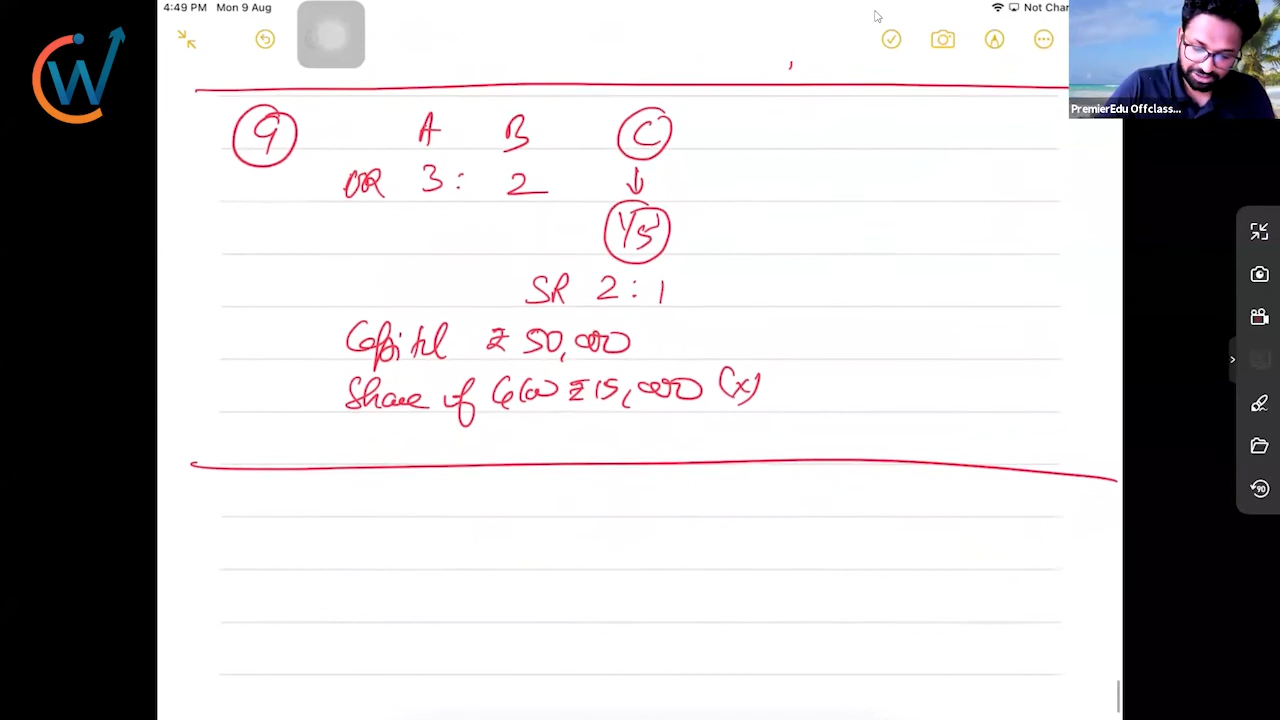 4:49 PM Mon 9 Aug
Not Char
PremierEdu Offclass...
9 A B C
OR 3 : 2
1/5
SR 2 : 1
Capital ₹ 50,000
Share of G/W ₹ 15,000 (x)
90